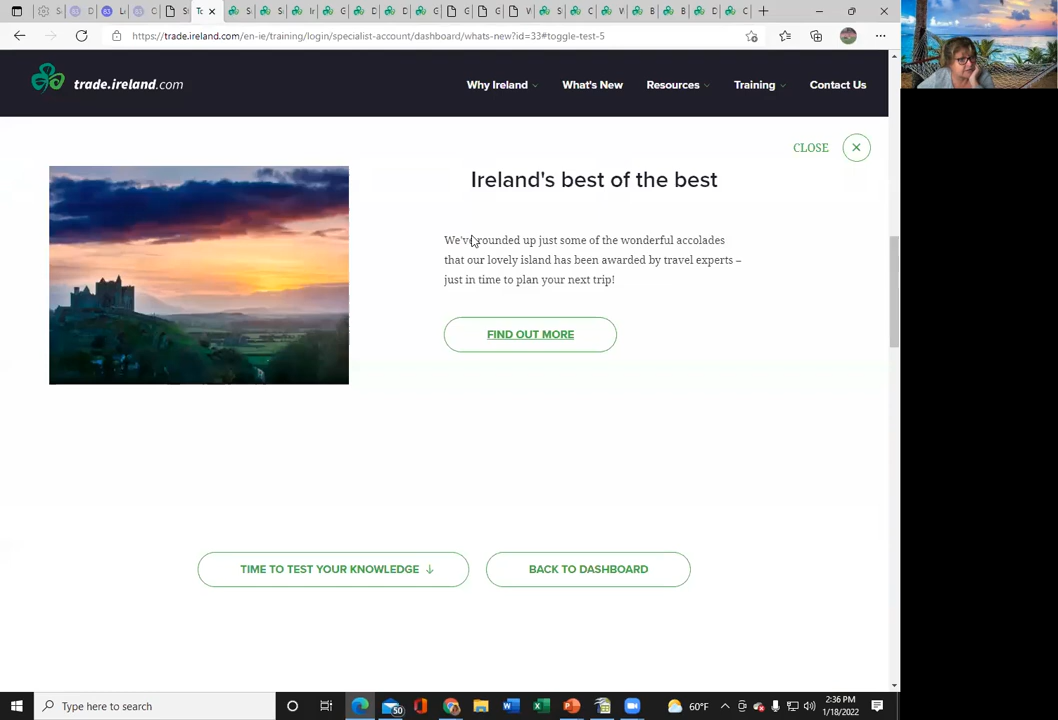 S
D
Lo
C
S
To
S
S
Ir
G
D
D
G
G
G
V
S
C
V
B
B
D
C
https://trade.ireland.com/en-ie/training/login/specialist-account/dashboard/whats-new?id=33#toggle-test-5
trade.ireland.com
Why Ireland
What's New
Resources
Training
Contact Us
CLOSE
Ireland's best of the best
We've rounded up just some of the wonderful accolades
that our lovely island has been awarded by travel experts –
just in time to plan your next trip!
FIND OUT MORE
TIME TO TEST YOUR KNOWLEDGE ↓
BACK TO DASHBOARD
Type here to search
50
60°F
2:36 PM
1/18/2022